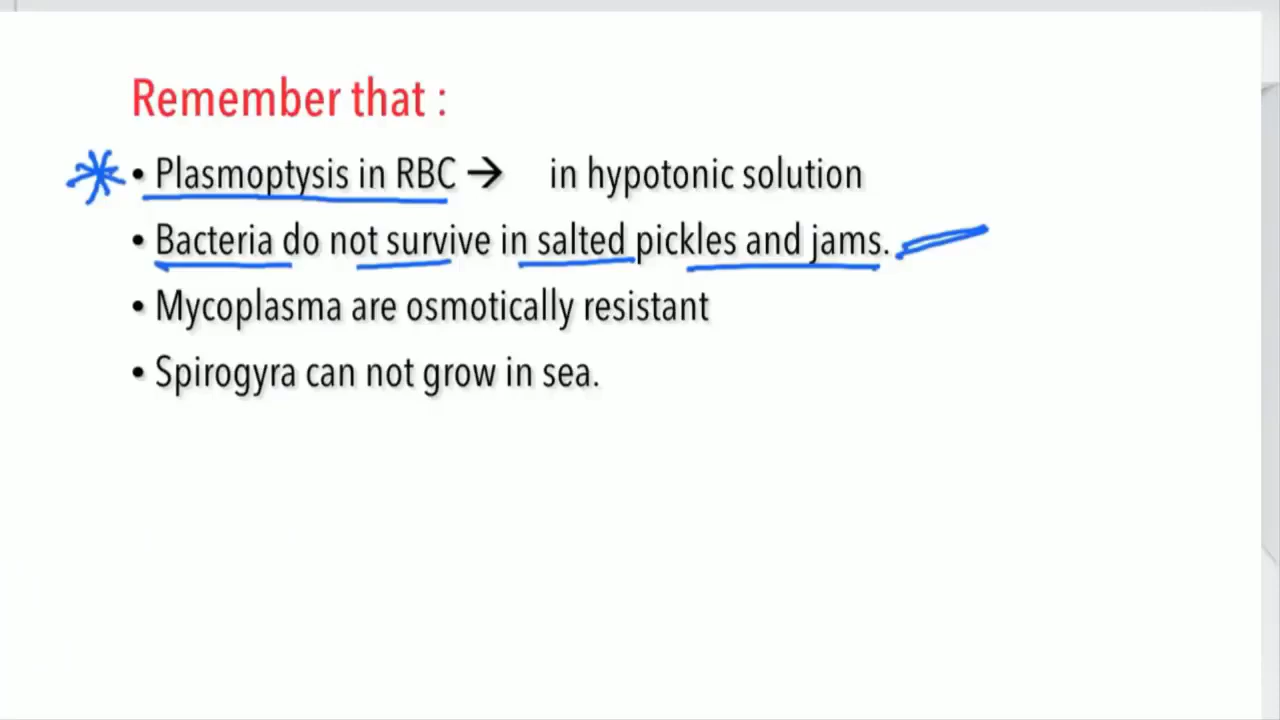 Remember that :
• Plasmoptysis in RBC → in hypotonic solution
• Bacteria do not survive in salted pickles and jams.
• Mycoplasma are osmotically resistant
• Spirogyra can not grow in sea.